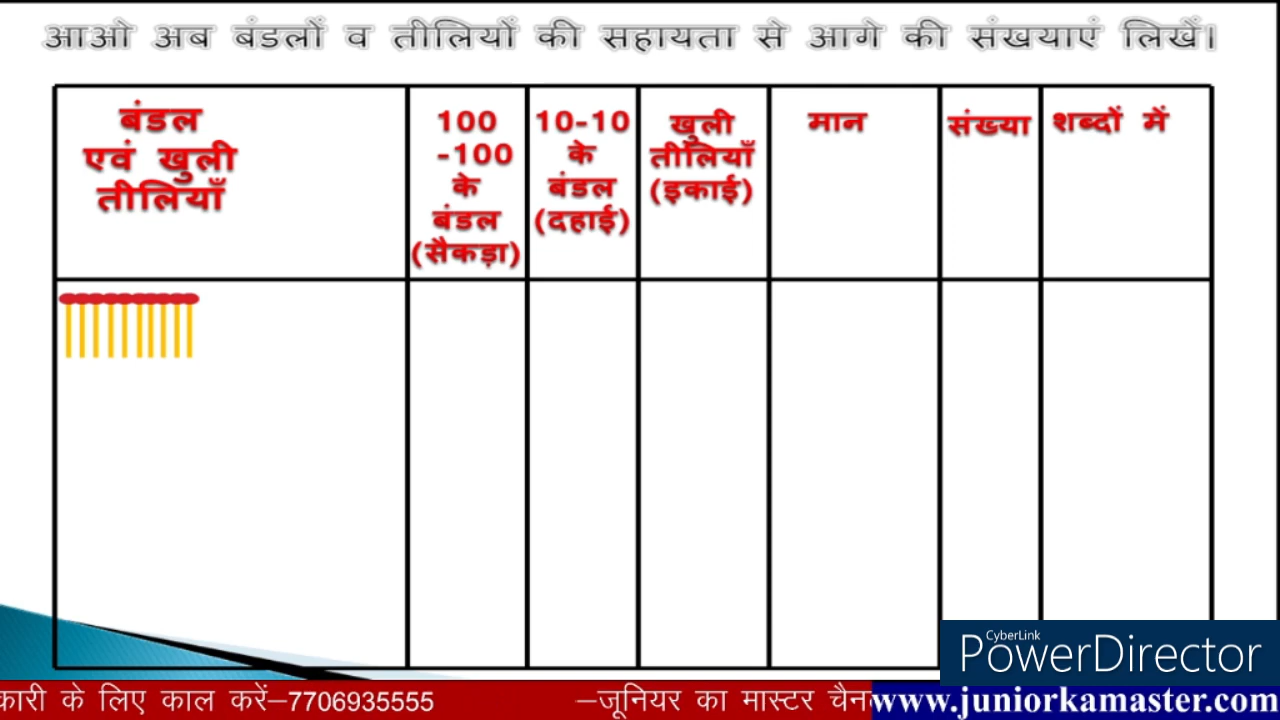 आओ अब बंडलों व तीलियों की सहायता से आगे की संखयाएं लिखें।
बंडल
एवं खुली
तीलियाँ
100
-100
के
बंडल
(सैकड़ा)
10-10
के
बंडल
(दहाई)
खुली
तीलियाँ
(इकाई)
मान
संख्या
शब्दों में
CyberLink
PowerDirector
कारी के लिए काल करें–7706935555 –जूनियर का मास्टर चैन
www.juniorkamaster.com